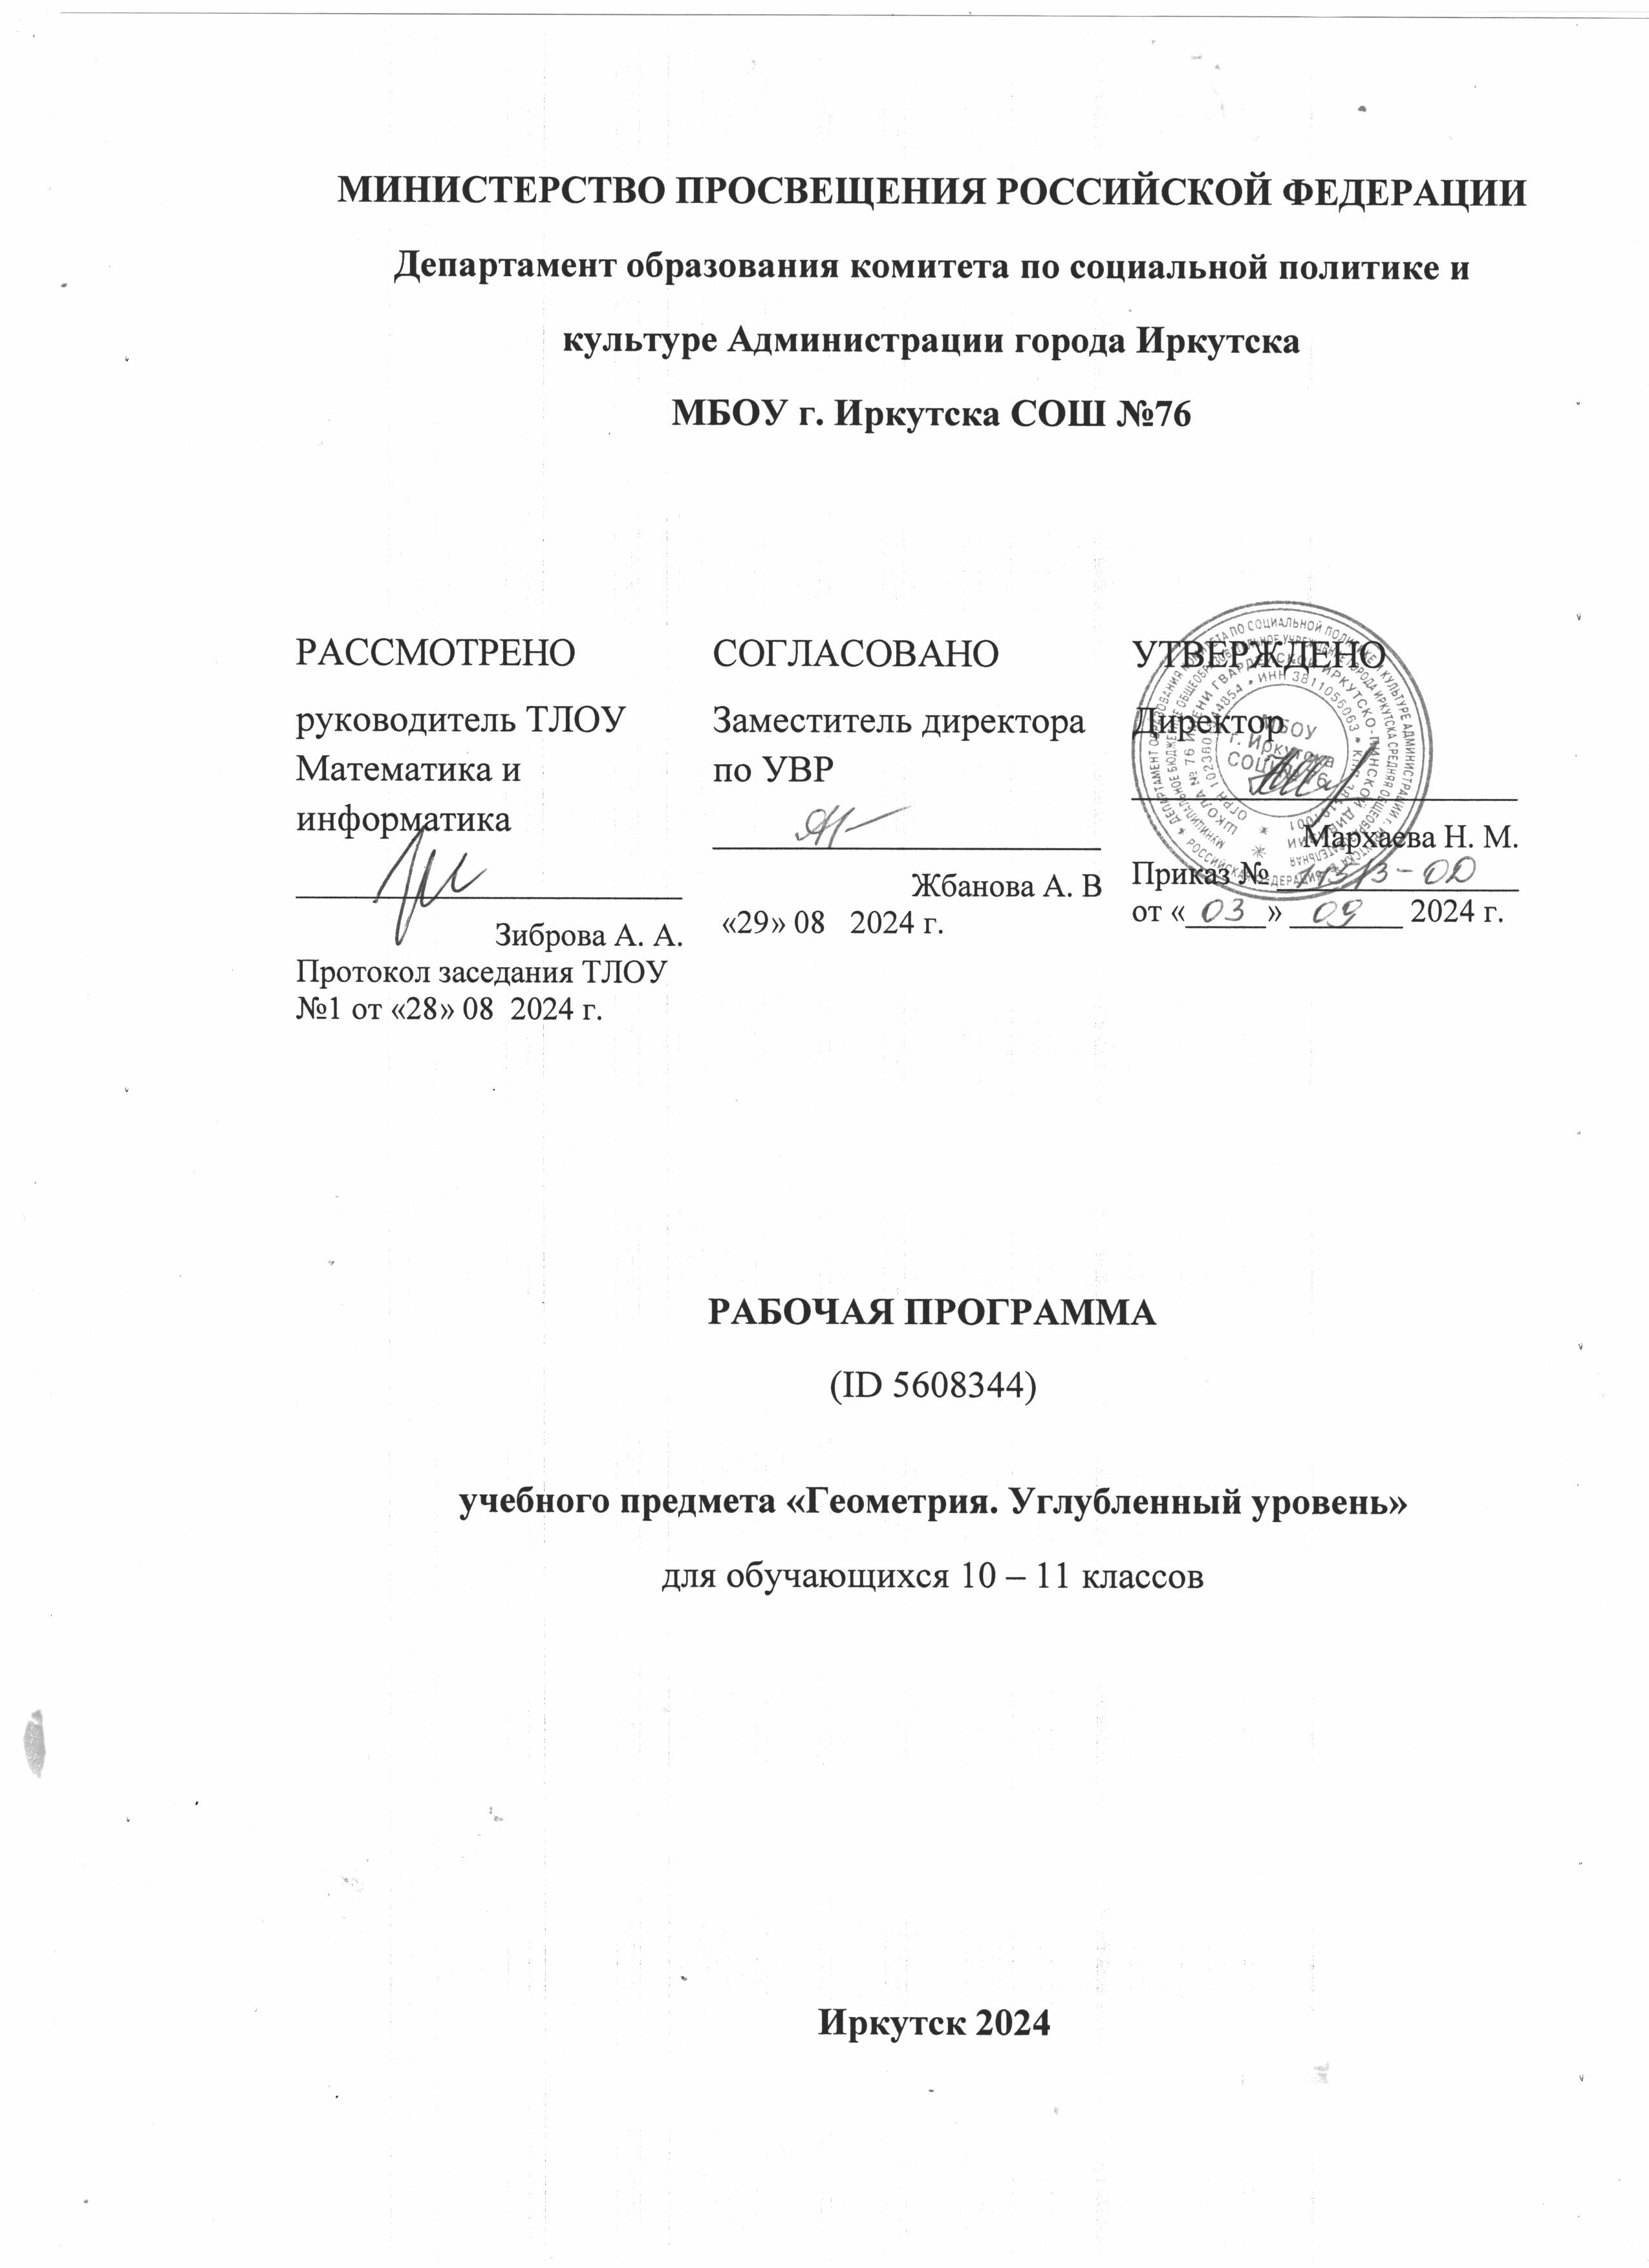 МИНИСТЕРСТВО ПРОСВЕЩЕНИЯ РОССИЙСКОЙ ФЕДЕРАЦИИ
Департамент образования комитета по социальной политике и
культуре Администрации города Иркутска
МБОУ г. Иркутска СОШ №76
РАССМОТРЕНО
руководитель ТЛОУ
Математика и
информатика
Зиброва А. А.
Протокол заседания ТЛОУ
№1 от «28» 08 2024 г.
СОГЛАСОВАНО
Заместитель директора
по УВР
Жбанова А. В
«29» 08 2024 г.
УТВЕРЖДЕНО
Директор
МБОУ
г. Иркутска
Мархаева Н. М.
Приказ №
от «03» 09 2024 г.
РАБОЧАЯ ПРОГРАММА
(ID 5608344)
учебного предмета «Геометрия. Углубленный уровень»
для обучающихся 10 – 11 классов
Иркутск 2024